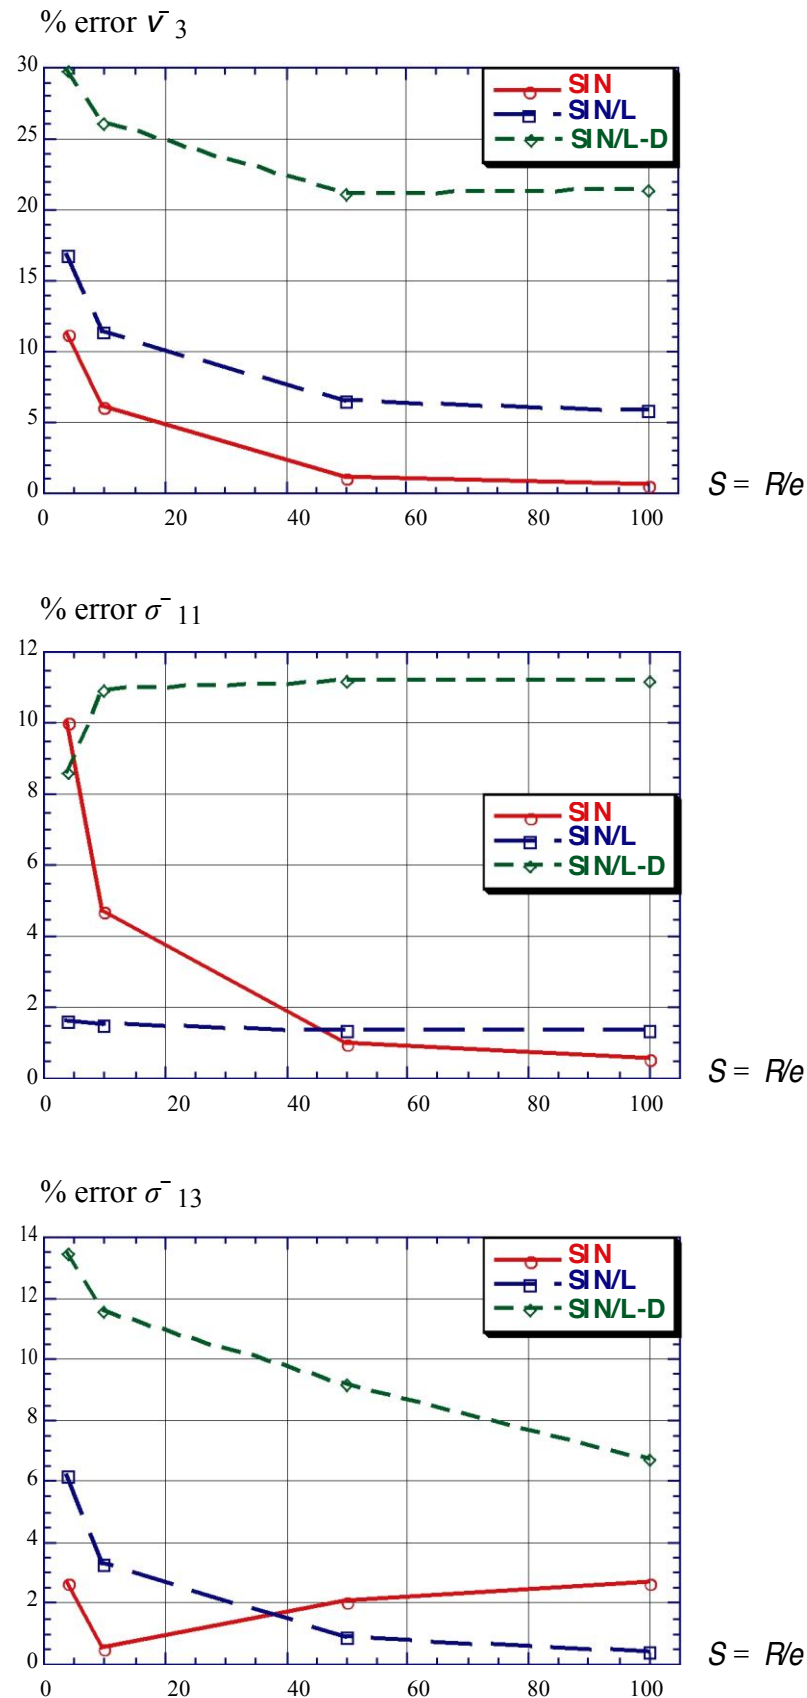 % error v̄ 3
30
25
20
15
10
5
0
SIN
SIN/L
SIN/L-D
0 20 40 60 80 100
S = R/e
% error σ̄ 11
12
10
8
6
4
2
0
SIN
SIN/L
SIN/L-D
0 20 40 60 80 100
S = R/e
% error σ̄ 13
14
12
10
8
6
4
2
0
SIN
SIN/L
SIN/L-D
0 20 40 60 80 100
S = R/e